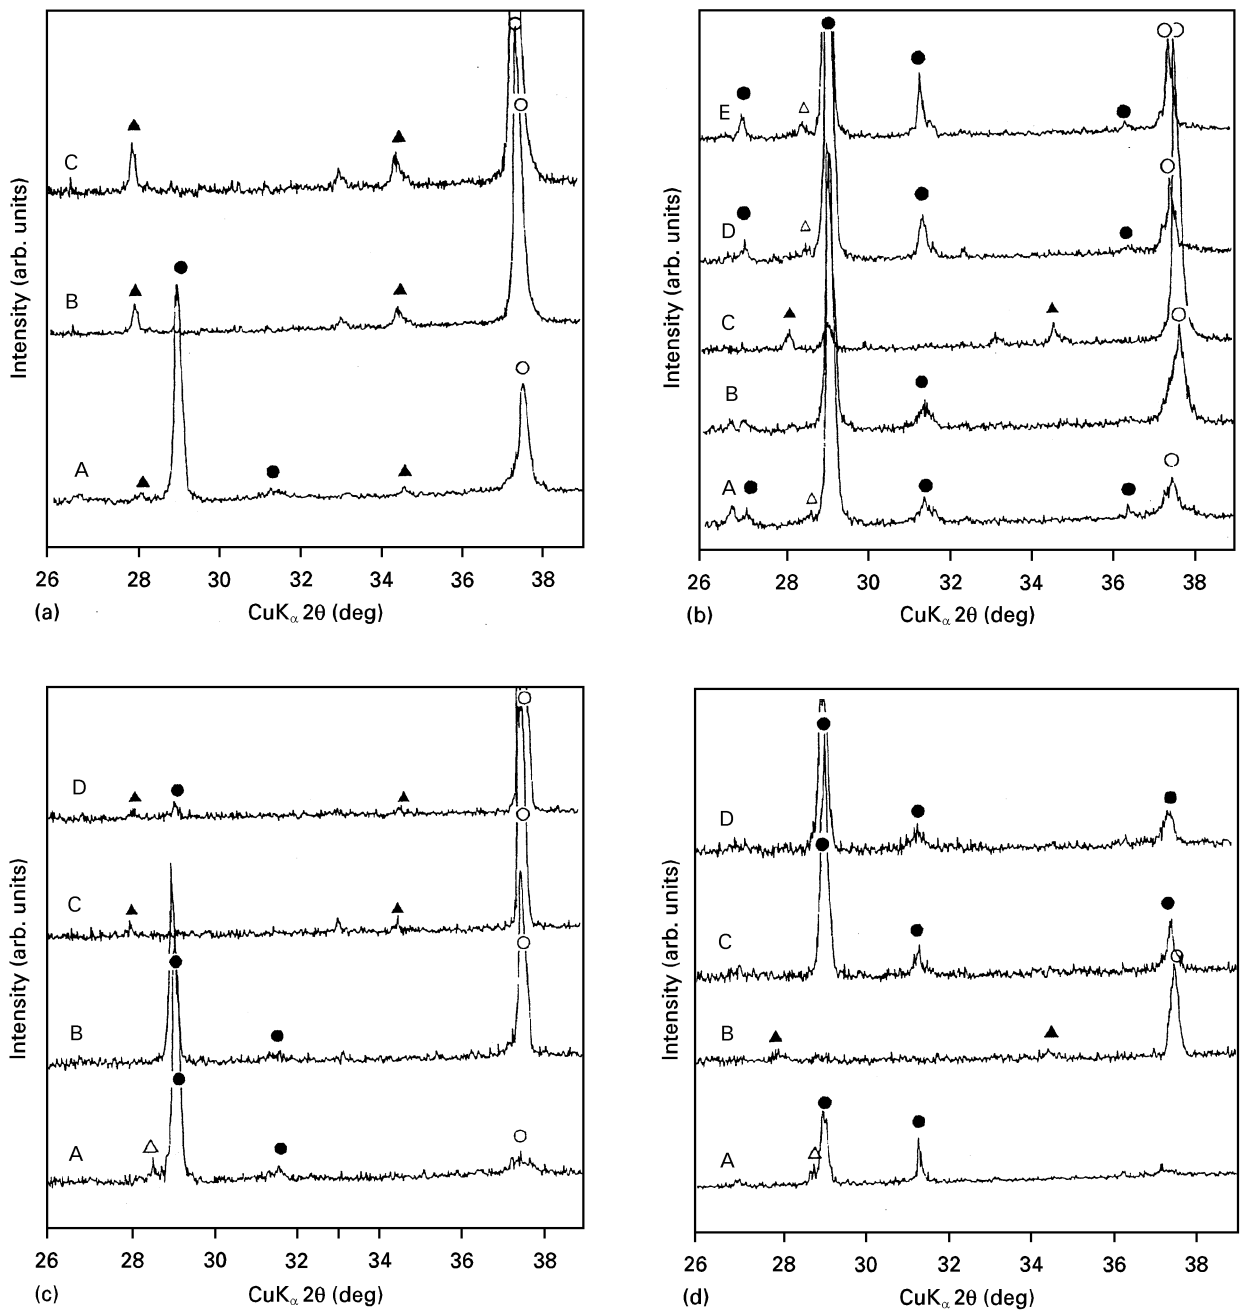 Intensity (arb. units)
C
B
A
26 28 30 32 34 36 38
(a) CuKα 2θ (deg)
Intensity (arb. units)
E
D
C
B
A
26 28 30 32 34 36 38
(b) CuKα 2θ (deg)
Intensity (arb. units)
D
C
B
A
26 28 30 32 34 36 38
(c) CuKα 2θ (deg)
Intensity (arb. units)
D
C
B
A
26 28 30 32 34 36 38
(d) CuKα 2θ (deg)